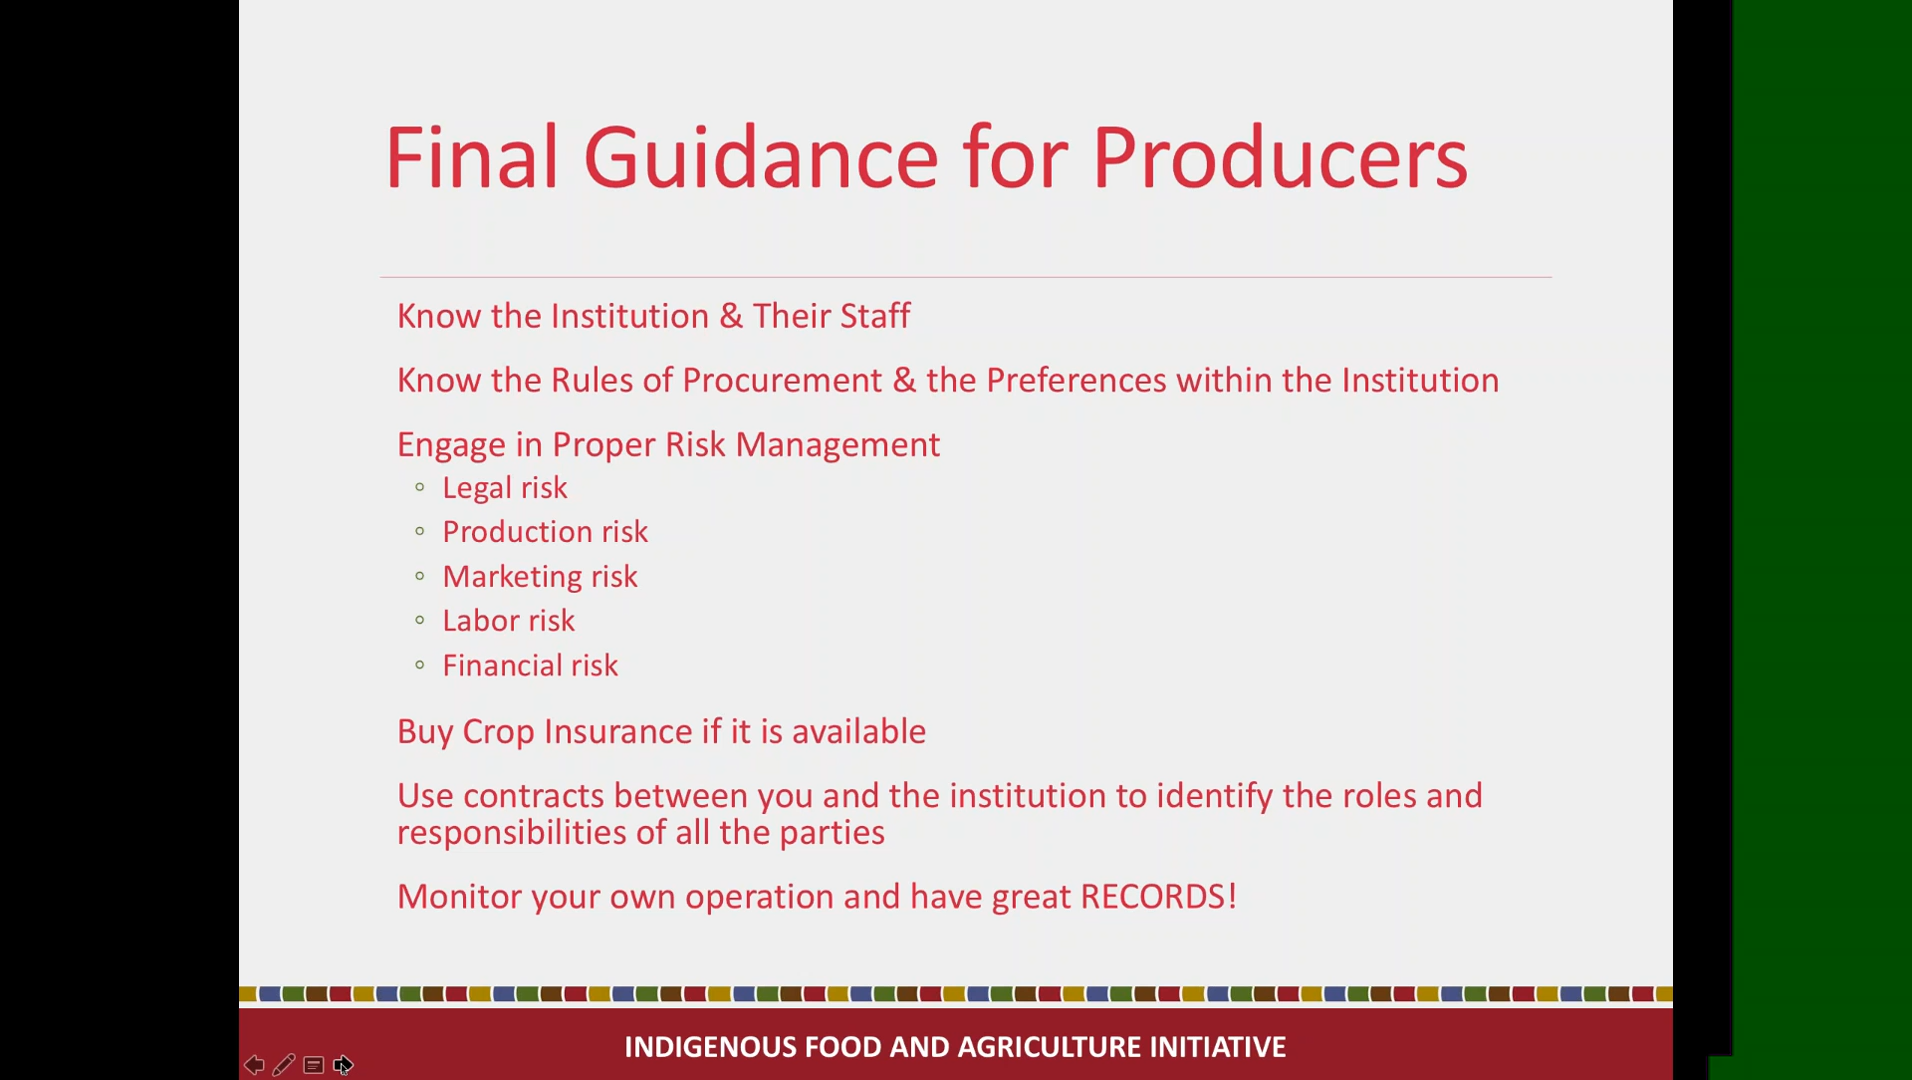 Final Guidance for Producers
Know the Institution & Their Staff
Know the Rules of Procurement & the Preferences within the Institution
Engage in Proper Risk Management
◦ Legal risk
◦ Production risk
◦ Marketing risk
◦ Labor risk
◦ Financial risk
Buy Crop Insurance if it is available
Use contracts between you and the institution to identify the roles and
responsibilities of all the parties
Monitor your own operation and have great RECORDS!
INDIGENOUS FOOD AND AGRICULTURE INITIATIVE